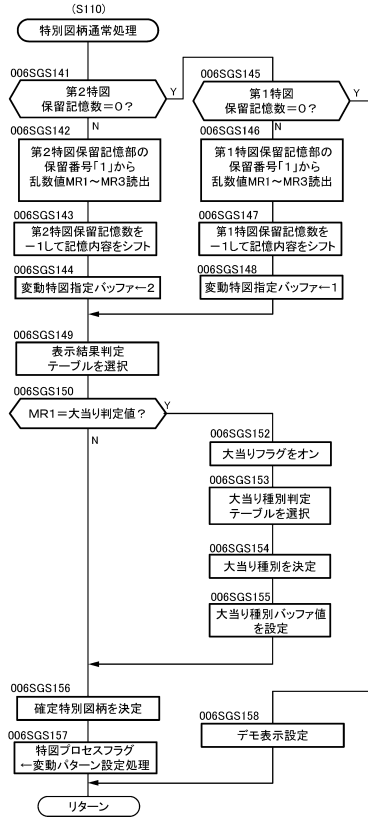 (S110)
特別図柄通常処理
006SGS141
第2特図
保留記憶数=0?
Y
N
006SGS142
第2特図保留記憶部の
保留番号「1」から
乱数値MR1~MR3読出
006SGS143
第2特図保留記憶数を
-1して記憶内容をシフト
006SGS144
変動特図指定バッファ←2
006SGS145
第1特図
保留記憶数=0?
Y
N
006SGS146
第1特図保留記憶部の
保留番号「1」から
乱数値MR1~MR3読出
006SGS147
第1特図保留記憶数を
-1して記憶内容をシフト
006SGS148
変動特図指定バッファ←1
006SGS149
表示結果判定
テーブルを選択
006SGS150
MR1=大当り判定値?
Y
N
006SGS152
大当りフラグをオン
006SGS153
大当り種別判定
テーブルを選択
006SGS154
大当り種別を決定
006SGS155
大当り種別バッファ値
を設定
006SGS156
確定特別図柄を決定
006SGS157
特図プロセスフラグ
←変動パターン設定処理
006SGS158
デモ表示設定
リターン